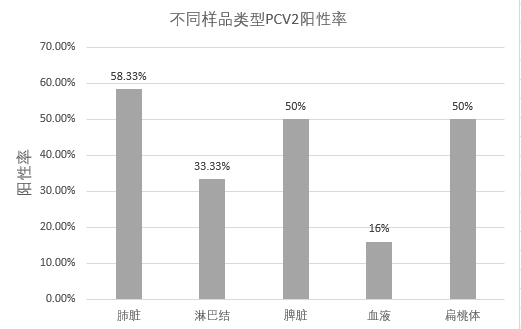 不同样品类型PCV2阳性率
70.00%
60.00%
50.00%
40.00%
30.00%
20.00%
10.00%
0.00%
阳性率
58.33%
33.33%
50%
16%
50%
肺脏
淋巴结
脾脏
血液
扁桃体